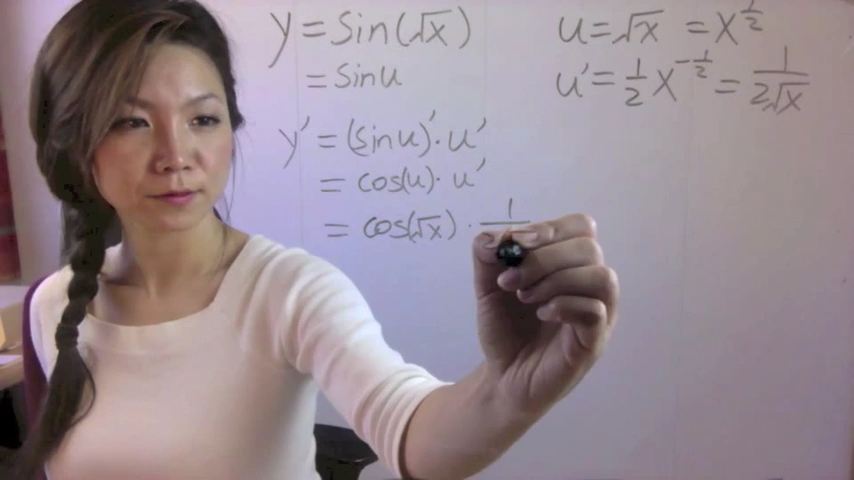 y = Sin(√x)
= sin u
y' = (sin u)' · u'
= cos(u) · u'
= cos(√x) · 1
u = √x = x^1/2
u' = 1/2 x^-1/2 = 1/2√x